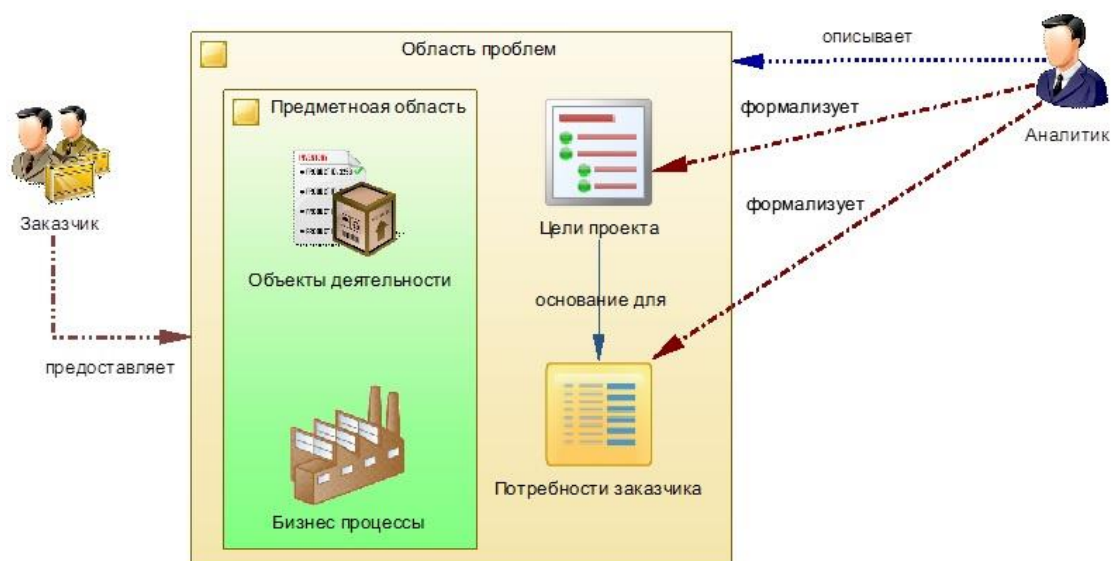 Область проблем
описывает
Предметноая область
формализует
Аналитик
Заказчик
формализует
Цели проекта
Объекты деятельности
основание для
предоставляет
Потребности заказчика
Бизнес процессы